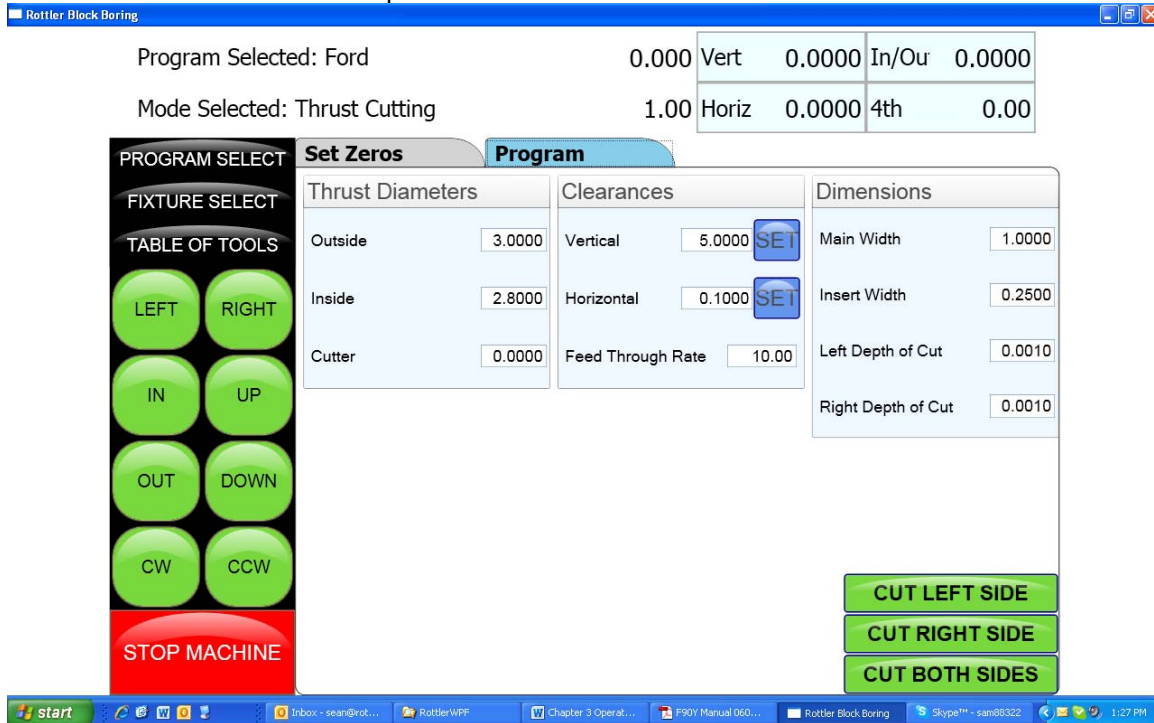 Rottler Block Boring
Program Selected: Ford
0.000 Vert 0.0000 In/Ou 0.0000
Mode Selected: Thrust Cutting
1.00 Horiz 0.0000 4th 0.00
PROGRAM SELECT
FIXTURE SELECT
TABLE OF TOOLS
LEFT RIGHT
IN UP
OUT DOWN
CW CCW
STOP MACHINE
Set Zeros Program
Thrust Diameters
Outside 3.0000
Inside 2.8000
Cutter 0.0000
Clearances
Vertical 5.0000 SET
Horizontal 0.1000 SET
Feed Through Rate 10.00
Dimensions
Main Width 1.0000
Insert Width 0.2500
Left Depth of Cut 0.0010
Right Depth of Cut 0.0010
CUT LEFT SIDE
CUT RIGHT SIDE
CUT BOTH SIDES
start Inbox - sean@rot... RottlerWPF Chapter 3 Operat... F90Y Manual 060... Rottler Block Boring Skype™ - sam88322 1:27 PM